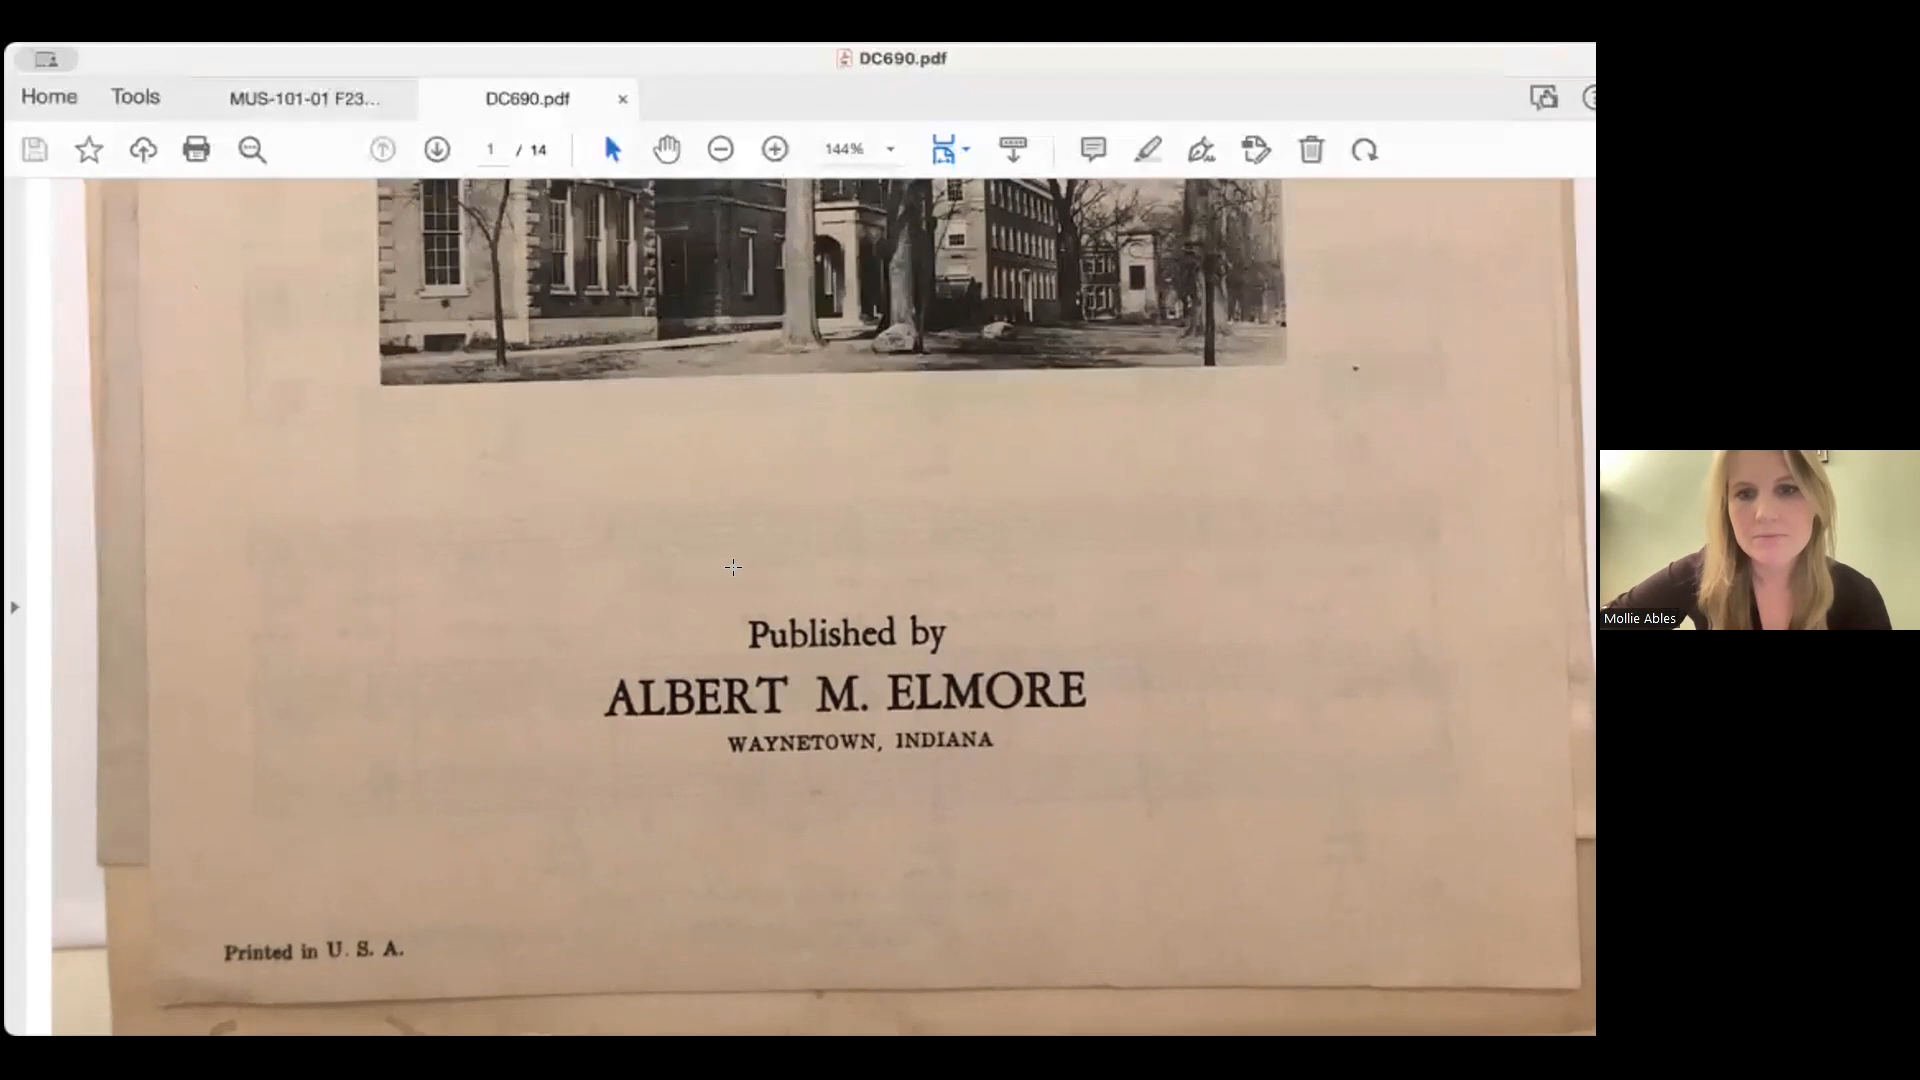 DC690.pdf
Home
Tools
MUS-101-01 F23...
DC690.pdf
1 / 14
144%
Published by
ALBERT M. ELMORE
WAYNETOWN, INDIANA
Printed in U. S. A.
Mollie Ables